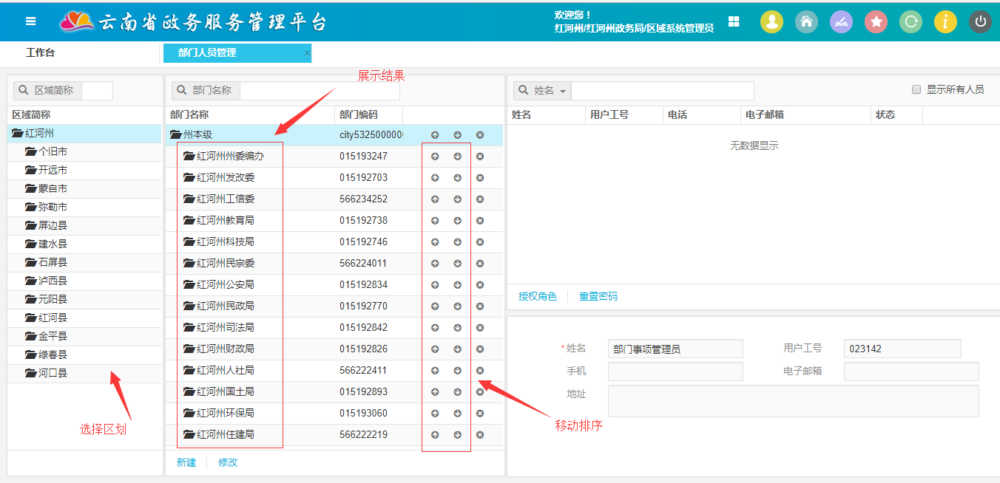 云南省政务服务管理平台
欢迎您！
红河州/红河州政务局/区域系统管理员
工作台
部门人员管理 ×
展示结果
区域简称
区域简称
红河州
个旧市
开远市
蒙自市
弥勒市
屏边县
建水县
石屏县
泸西县
元阳县
红河县
金平县
绿春县
河口县
选择区划
部门名称
部门名称 部门编码
州本级 city532500000
红河州州委编办 015193247
红河州发改委 015192703
红河州工信委 566234252
红河州教育局 015192738
红河州科技局 015192746
红河州民宗委 566224011
红河州公安局 015192834
红河州民政局 015192770
红河州司法局 015192842
红河州财政局 015192826
红河州人社局 566222411
红河州国土局 015192893
红河州环保局 015193060
红河州住建局 566222219
新建 修改
移动排序
姓名 显示所有人员
姓名 用户工号 电话 电子邮箱 状态
无数据显示
授权角色 重置密码
*姓名 部门事项管理员 用户工号 023142
手机 电子邮箱
地址